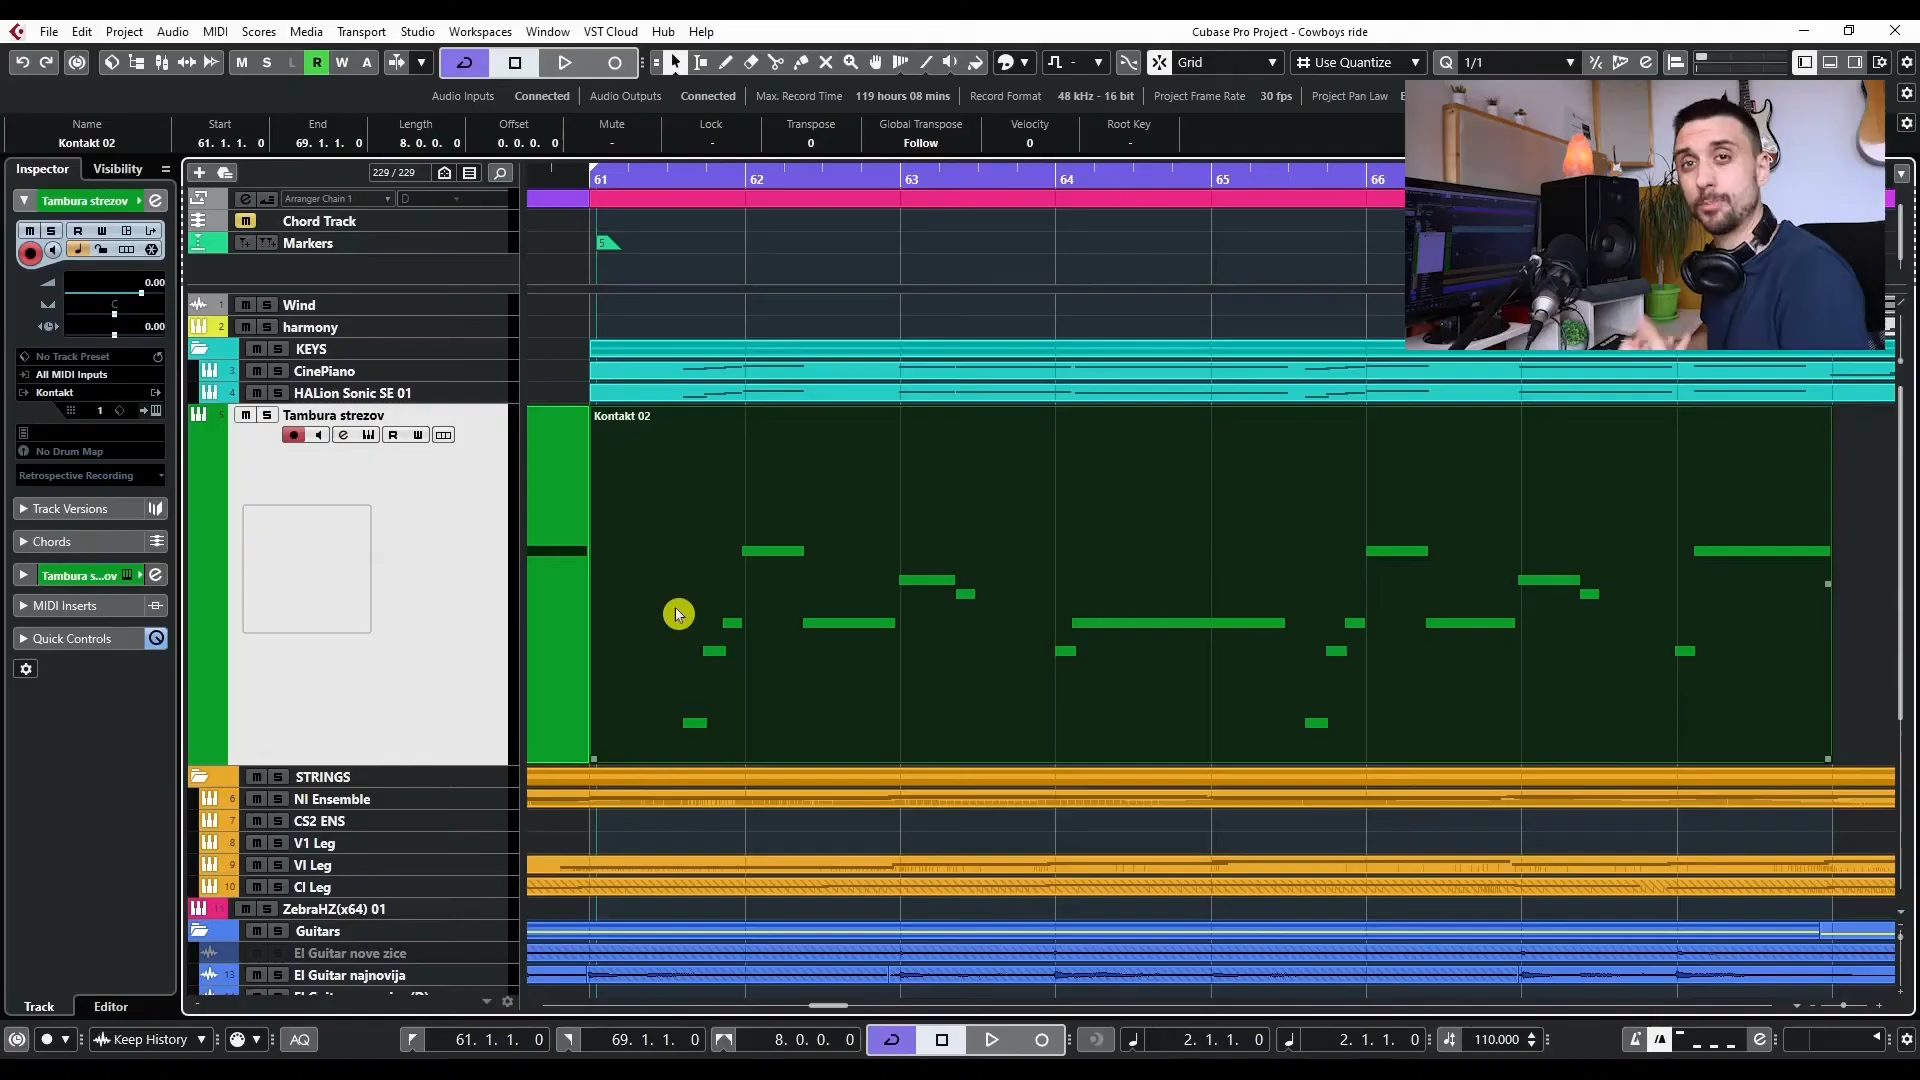 File Edit Project Audio MIDI Scores Media Transport Studio Workspaces Window VST Cloud Hub Help Cubase Pro Project - Cowboys ride
M S L R W A Grid Use Quantize Q 1/1
Audio Inputs Connected Audio Outputs Connected Max. Record Time 119 hours 08 mins Record Format 48 kHz - 16 bit Project Frame Rate 30 fps Project Pan Law E
Name Start End Length Offset Mute Lock Transpose Global Transpose Velocity Root Key
Kontakt 02 61. 1. 1. 0 69. 1. 1. 0 8. 0. 0. 0 0. 0. 0. 0 - - 0 Follow 0 -
Inspector Visibility 229 / 229
61 62 63 64 65 66
Tambura strezov e Arranger Chain 1 D
m Chord Track
M S R W
Markers 5
0.00
C
0.00
1 m S Wind
2 m S harmony
m S KEYS
No Track Preset
3 m S CinePiano
All MIDI Inputs
4 m S HALion Sonic SE 01
Kontakt
1
5 m S Tambura strezov Kontakt 02
e R W
No Drum Map
Retrospective Recording
Track Versions
Chords
Tambura s...ov e
MIDI Inserts
Quick Controls
m S STRINGS
6 m S NI Ensemble
7 m S CS2 ENS
8 m S V1 Leg
9 m S Vl Leg
10 m S Cl Leg
11 m S ZebraHZ(x64) 01
m S Guitars
El Guitar nove zice
13 m S El Guitar najnovija
Track Editor
Keep History AQ 61. 1. 1. 0 69. 1. 1. 0 8. 0. 0. 0 2. 1. 1. 0 2. 1. 1. 0 110.000